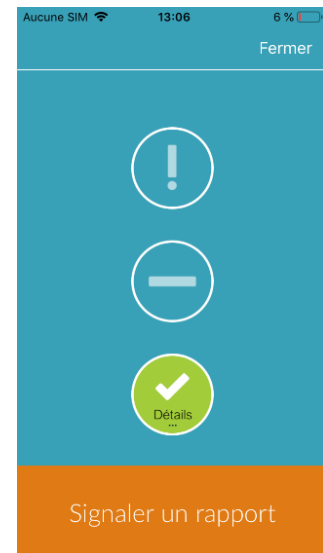 Aucune SIM 13:06 6 %
Fermer
Détails
...
Signaler un rapport